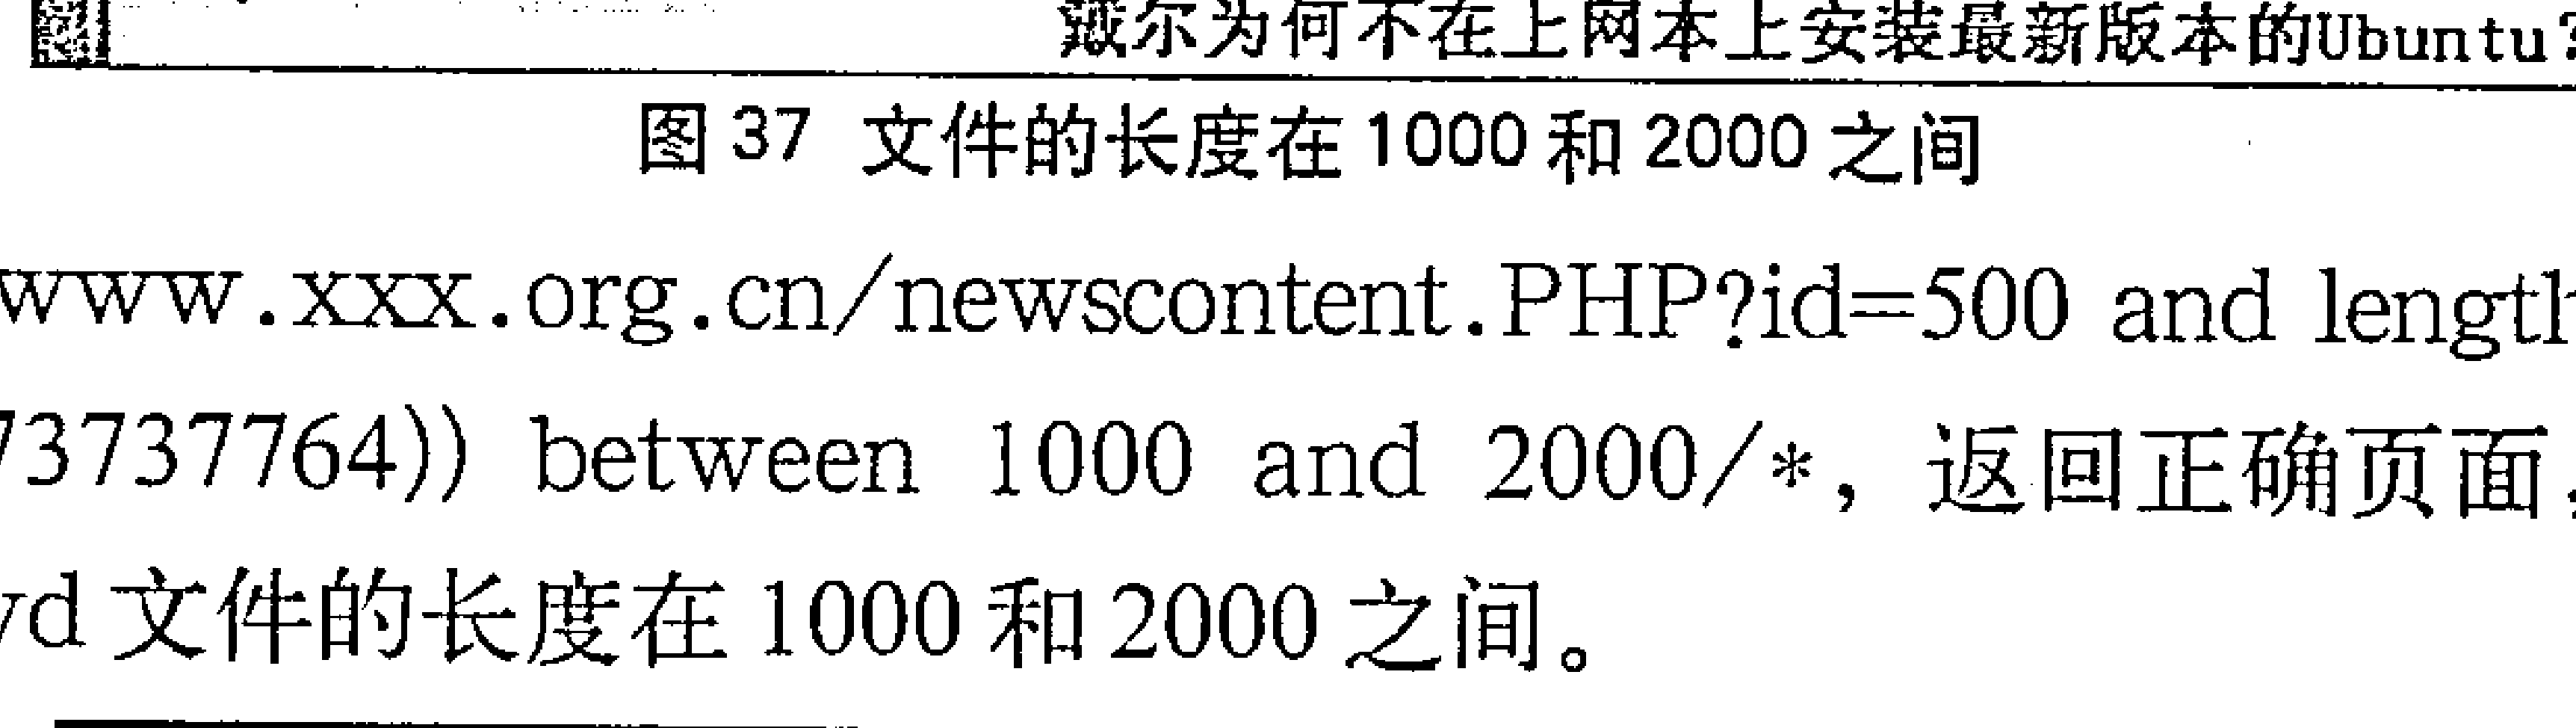 戴尔为何不在上网本上安装最新版本的Ubuntu?
图 37 文件的长度在 1000 和 2000 之间
www.xxx.org.cn/newscontent.PHP?id=500 and length
73737764)) between 1000 and 2000/*, 返回正确页面,
vd 文件的长度在 1000 和 2000 之间。